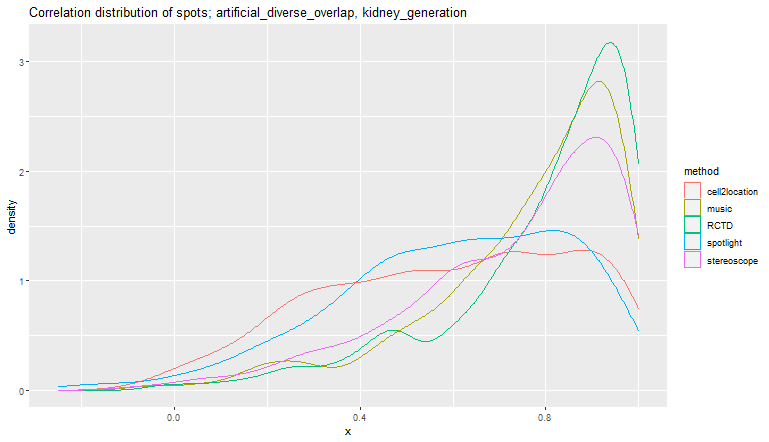 Correlation distribution of spots; artificial_diverse_overlap, kidney_generation
3
2
1
0
density
0.0
0.4
0.8
x
method
cell2location
music
RCTD
spotlight
stereoscope